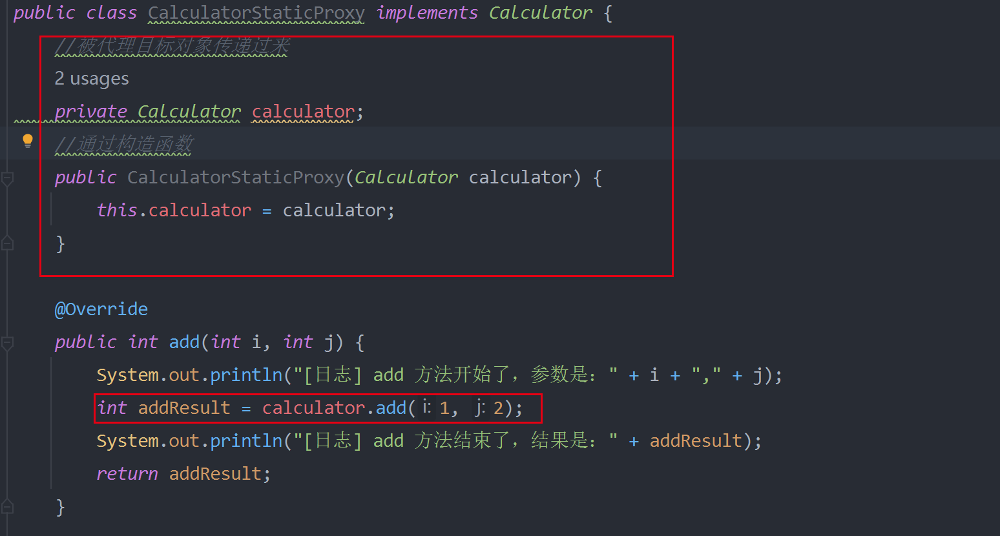 public class CalculatorStaticProxy implements Calculator {
//被代理目标对象传递过来
2 usages
private Calculator calculator;
//通过构造函数
public CalculatorStaticProxy(Calculator calculator) {
this.calculator = calculator;
}
@Override
public int add(int i, int j) {
System.out.println("[日志] add 方法开始了，参数是：" + i + "," + j);
int addResult = calculator.add( i: 1, j: 2);
System.out.println("[日志] add 方法结束了，结果是：" + addResult);
return addResult;
}